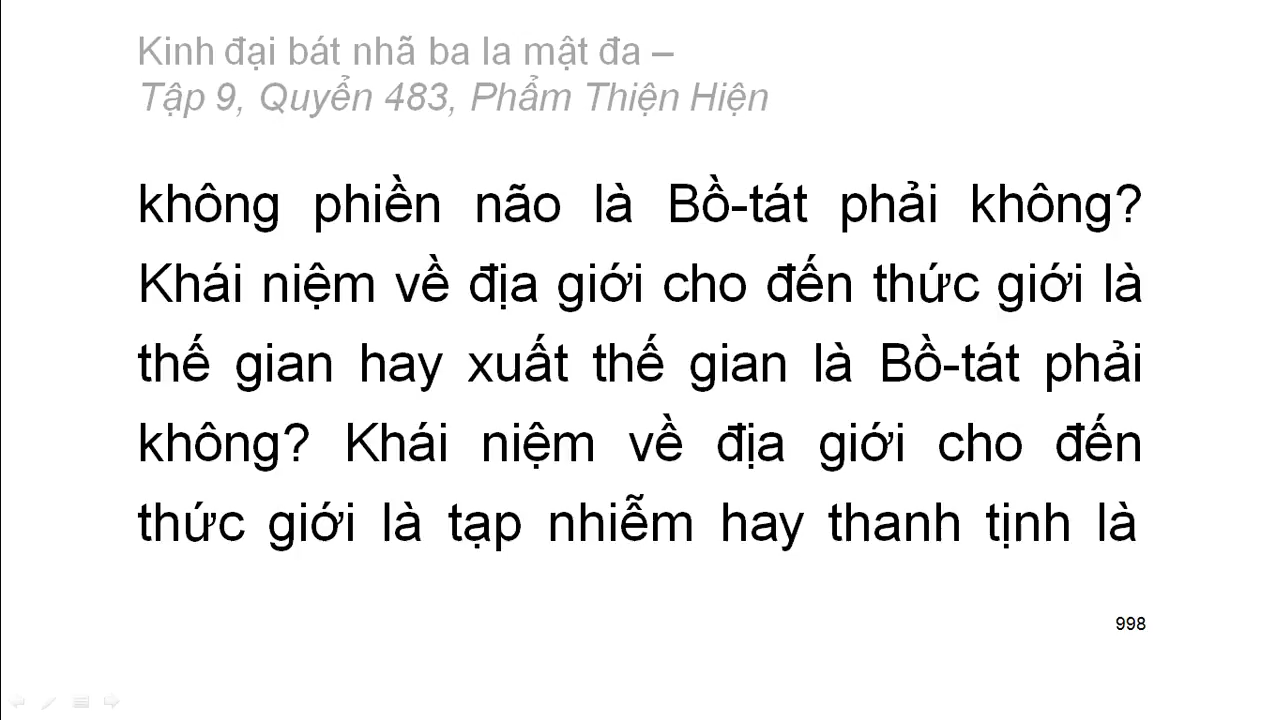 Kinh đại bát nhã ba la mật đa –
Tập 9, Quyển 483, Phẩm Thiện Hiện
không phiền não là Bồ-tát phải không?
Khái niệm về địa giới cho đến thức giới là
thế gian hay xuất thế gian là Bồ-tát phải
không? Khái niệm về địa giới cho đến
thức giới là tạp nhiễm hay thanh tịnh là
998